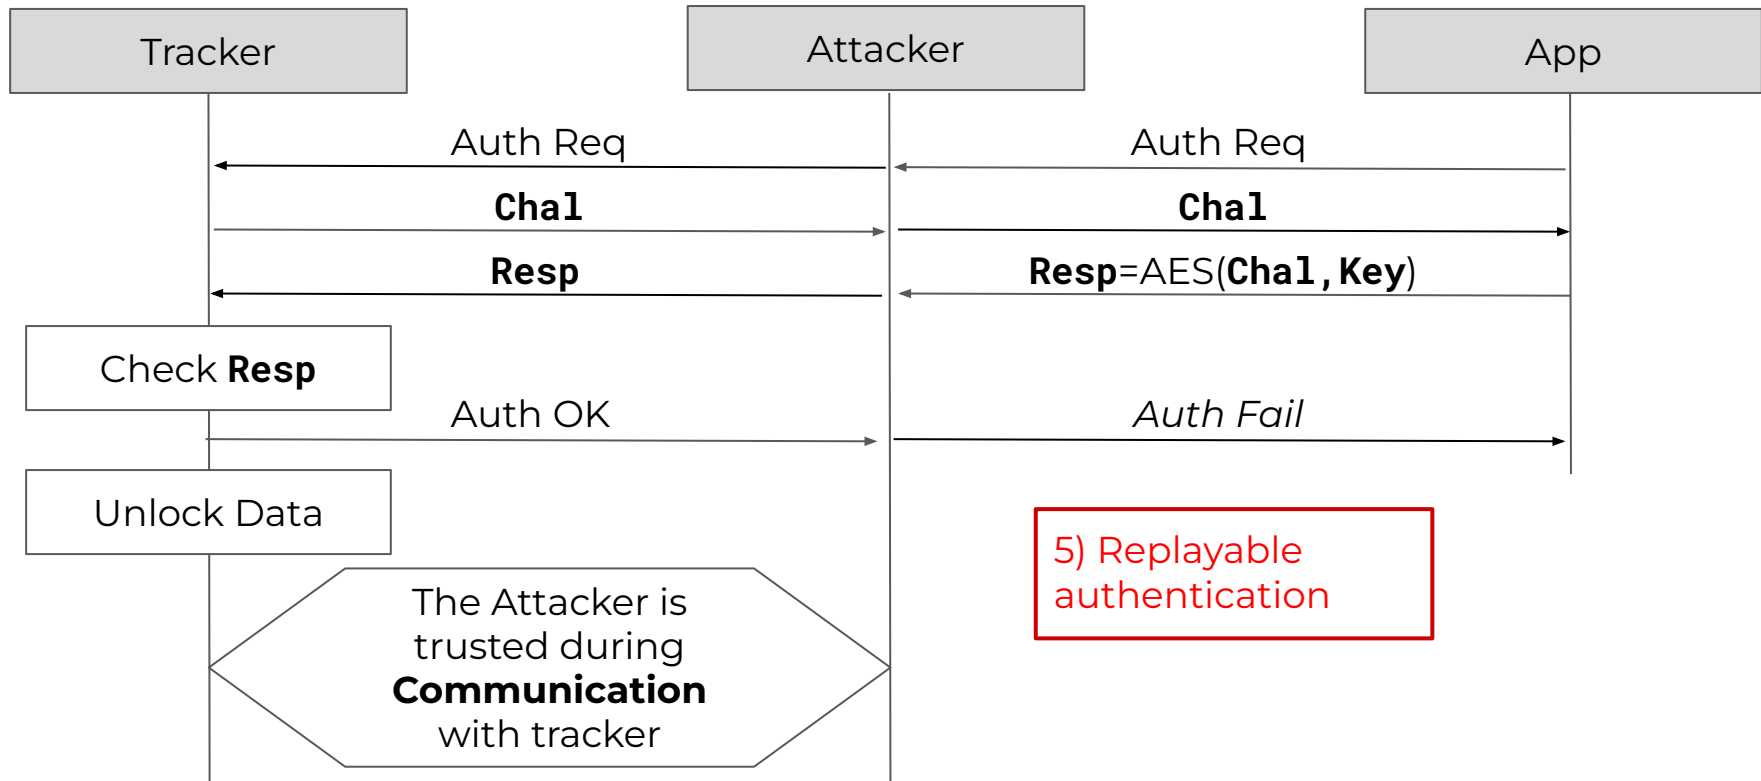 Tracker
Attacker
App
Auth Req
Auth Req
Chal
Chal
Resp
Resp=AES(Chal,Key)
Check Resp
Auth OK
Auth Fail
Unlock Data
5) Replayable
authentication
The Attacker is
trusted during
Communication
with tracker